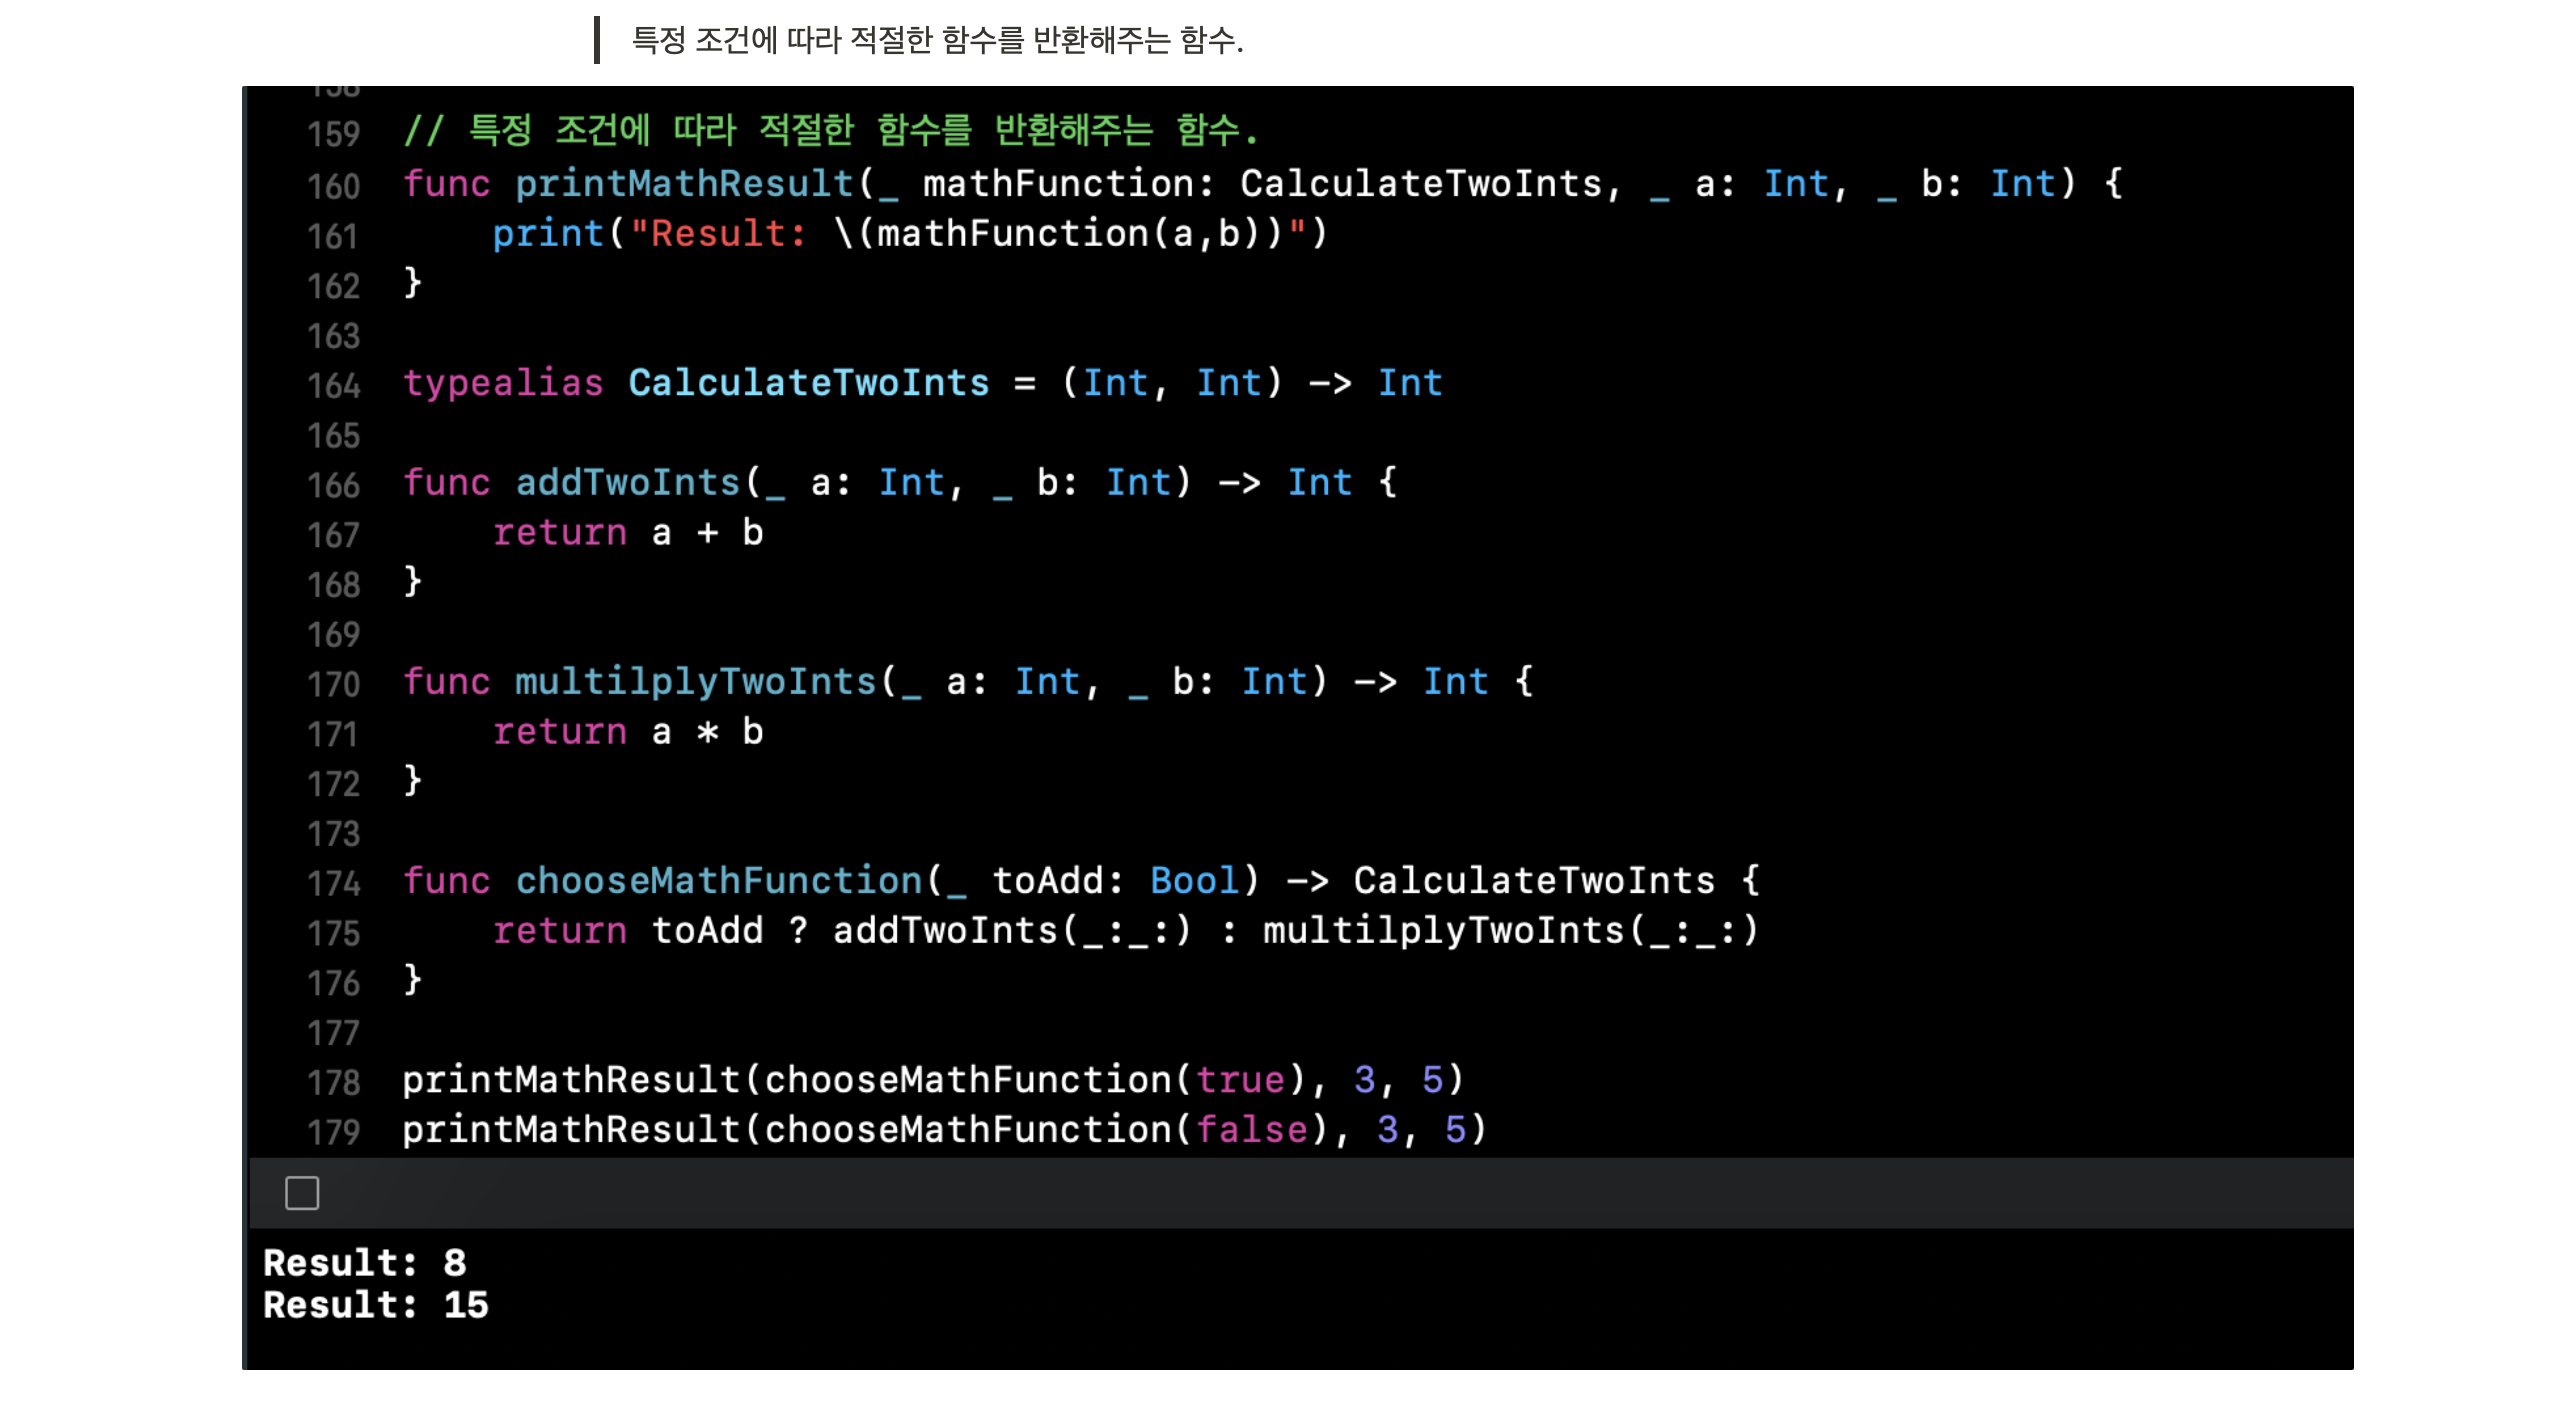 특정 조건에 따라 적절한 함수를 반환해주는 함수.
158
159 // 특정 조건에 따라 적절한 함수를 반환해주는 함수.
160 func printMathResult(_ mathFunction: CalculateTwoInts, _ a: Int, _ b: Int) {
161     print("Result: \(mathFunction(a,b))")
162 }
163
164 typealias CalculateTwoInts = (Int, Int) -> Int
165
166 func addTwoInts(_ a: Int, _ b: Int) -> Int {
167     return a + b
168 }
169
170 func multilplyTwoInts(_ a: Int, _ b: Int) -> Int {
171     return a * b
172 }
173
174 func chooseMathFunction(_ toAdd: Bool) -> CalculateTwoInts {
175     return toAdd ? addTwoInts(_:_:) : multilplyTwoInts(_:_:)
176 }
177
178 printMathResult(chooseMathFunction(true), 3, 5)
179 printMathResult(chooseMathFunction(false), 3, 5)
Result: 8
Result: 15